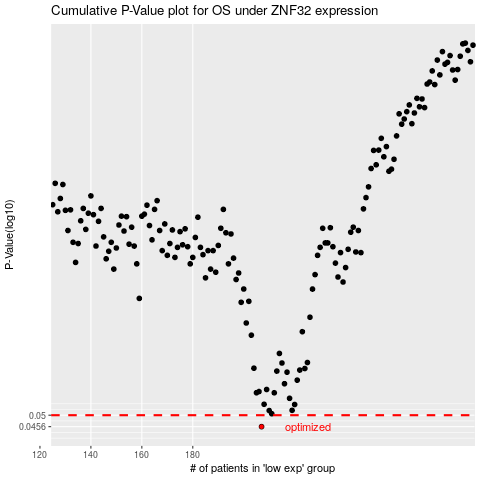 Cumulative P-Value plot for OS under ZNF32 expression
P-Value(log10)
0.05
0.0456
optimized
120 140 160 180
# of patients in 'low exp' group